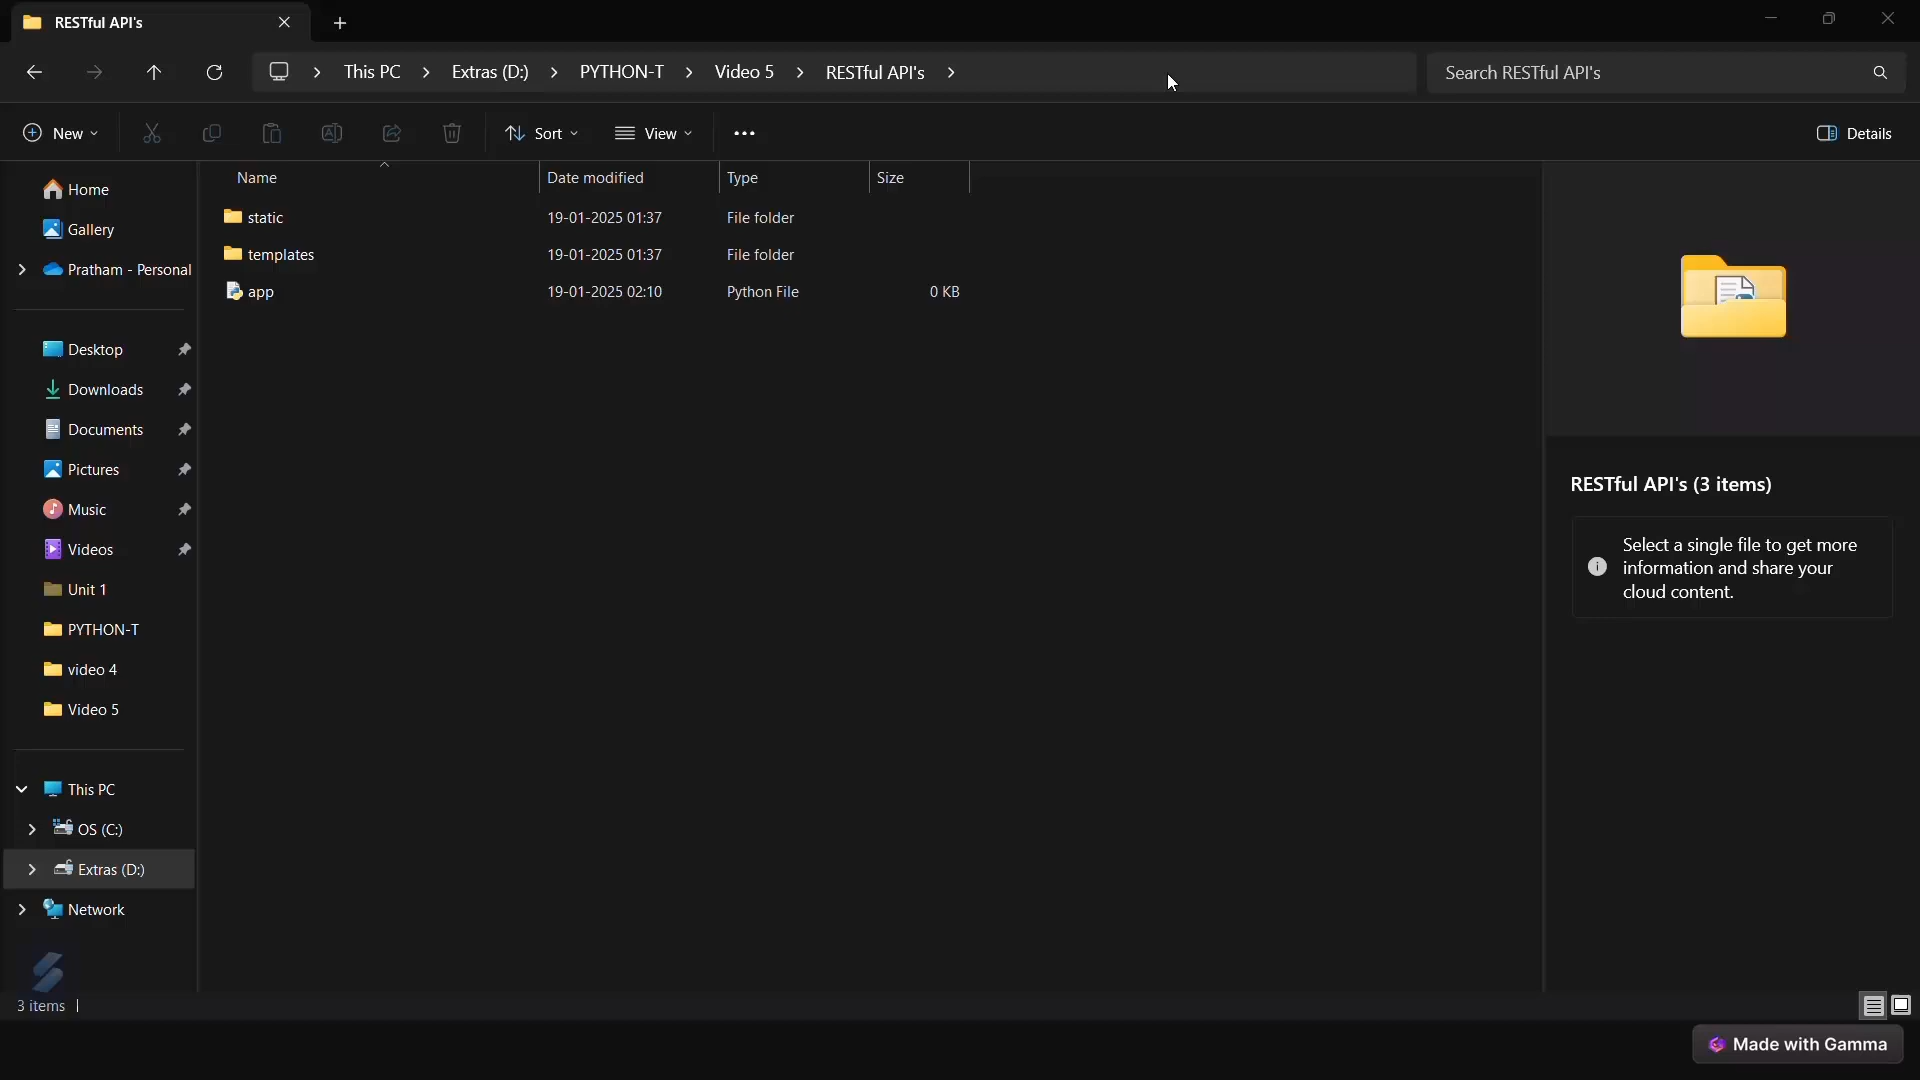 RESTful API's
This PC
Extras (D:)
PYTHON-T
Video 5
RESTful API's
Search RESTful API's
New
Sort
View
Details
Name
Date modified
Type
Size
static 19-01-2025 01:37 File folder
templates 19-01-2025 01:37 File folder
app 19-01-2025 02:10 Python File 0 KB
Home
Gallery
Pratham - Personal
Desktop
Downloads
Documents
Pictures
Music
Videos
Unit 1
PYTHON-T
video 4
Video 5
This PC
OS (C:)
Extras (D:)
Network
RESTful API's (3 items)
Select a single file to get more
information and share your
cloud content.
3 items
Made with Gamma